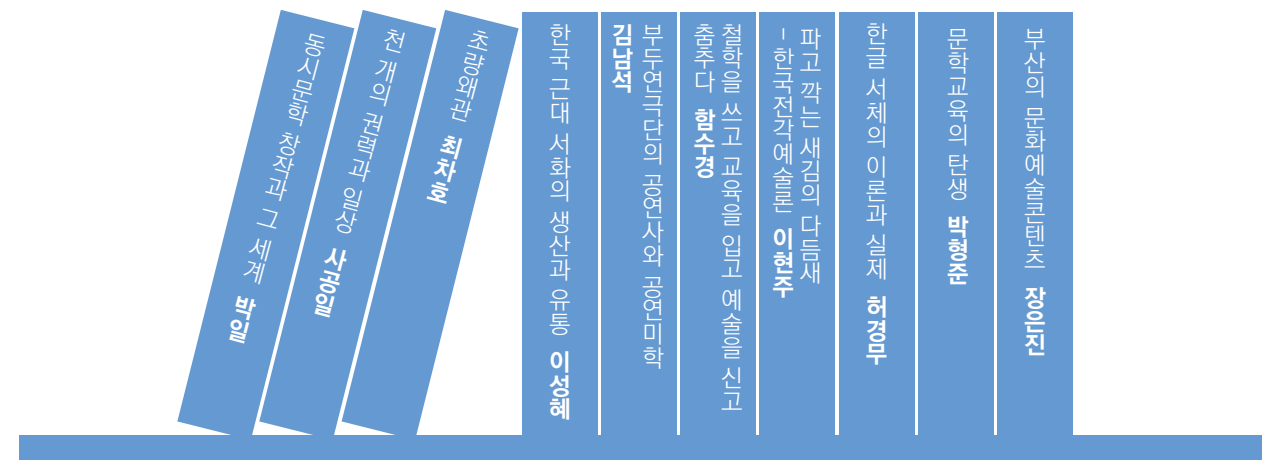 동시문학 창작과 그 세계 박일
천 개의 권력과 일상 사공일
초량왜관 최차호
한국 근대 서화의 생산과 유통 이성혜
부두연극단의 공연사와 공연미학
김남석
철학을 쓰고 교육을 입고 예술을 신고
춤추다 함수경
파고 깍는 새김의 다듬새
- 한국전각예술론 이현주
한글 서체의 이론과 실제 허경무
문학교육의 탄생 박형준
부산의 문화예술콘텐츠 장은진